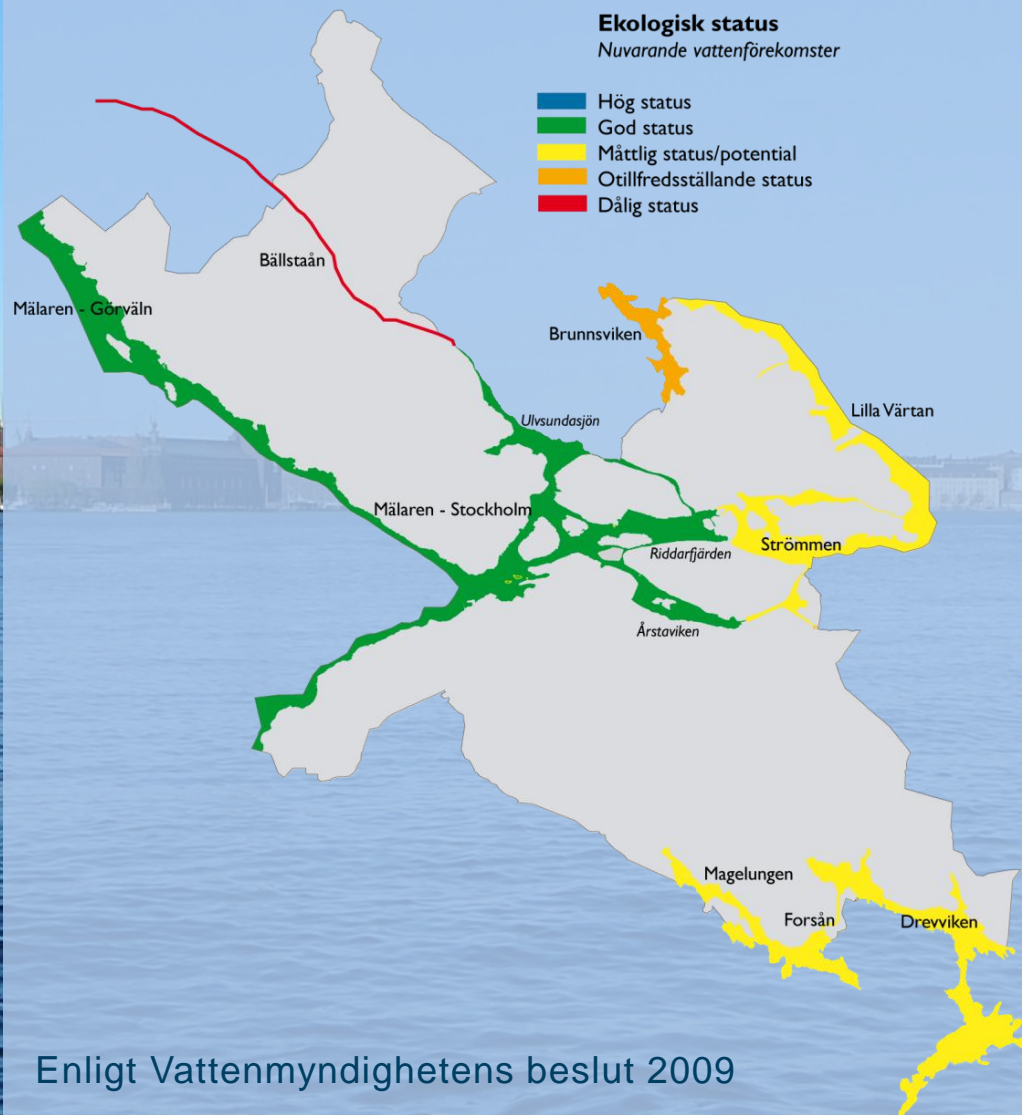 Ekologisk status
Nuvarande vattenförekomster
Hög status
God status
Måttlig status/potential
Otillfredsställande status
Dålig status
Bällstaån
Mälaren - Görväln
Brunnsviken
Lilla Värtan
Ulvsundasjön
Mälaren - Stockholm
Strömmen
Riddarfjärden
Årstaviken
Magelungen
Forsån
Drevviken
Enligt Vattenmyndighetens beslut 2009